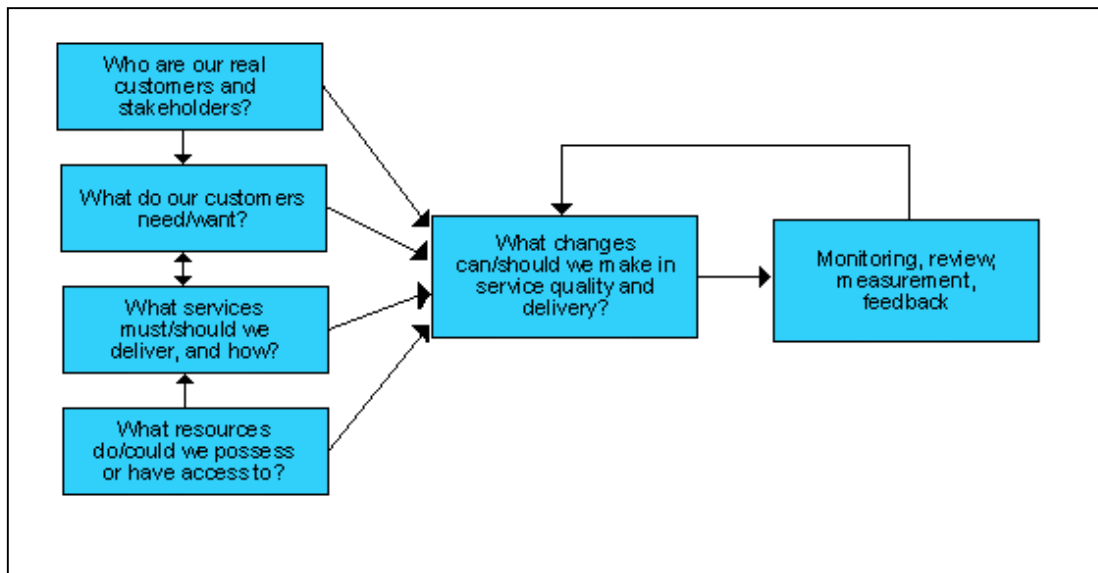 Who are our real
customers and
stakeholders?
What do our customers
need/want?
What services
must/should we
deliver, and how?
What resources
do/could we possess
or have access to?
What changes
can/should we make in
service quality and
delivery?
Monitoring, review,
measurement,
feedback